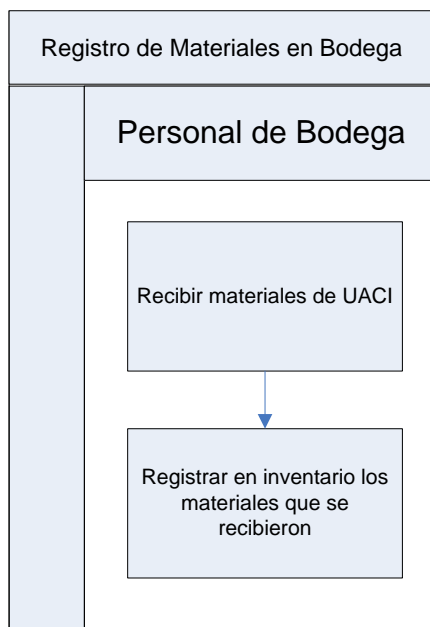 Registro de Materiales en Bodega
Personal de Bodega
Recibir materiales de UACI
Registrar en inventario los
materiales que se
recibieron